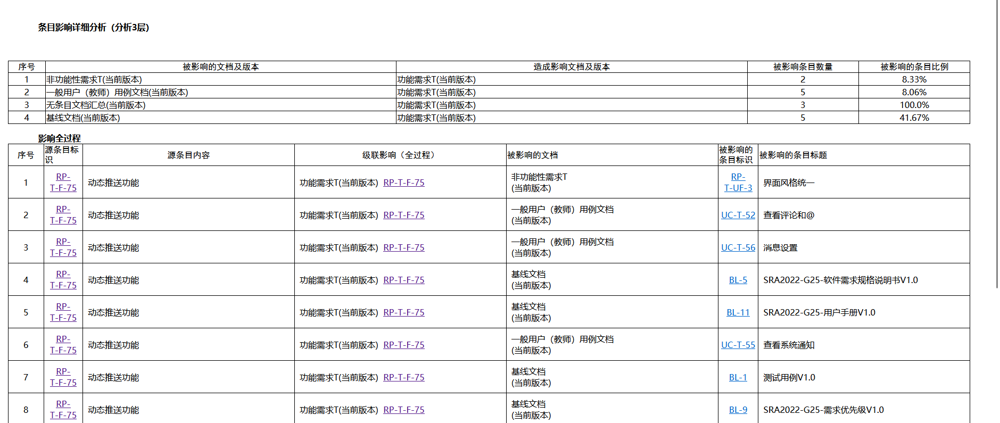 条目影响详细分析（分析3层）
序号 被影响的文档及版本 造成影响文档及版本 被影响条目数量 被影响的条目比例
1 非功能性需求T(当前版本) 功能需求T(当前版本) 2 8.33%
2 一般用户（教师）用例文档(当前版本) 功能需求T(当前版本) 5 8.06%
3 无条目文档汇总(当前版本) 功能需求T(当前版本) 3 100.0%
4 基线文档(当前版本) 功能需求T(当前版本) 5 41.67%
影响全过程
序号 源条目标识 源条目内容 级联影响（全过程） 被影响的文档 被影响的条目标识 被影响的条目标题
1 RP-T-F-75 动态推送功能 功能需求T(当前版本) RP-T-F-75 非功能性需求T(当前版本) RP-T-UF-3 界面风格统一
2 RP-T-F-75 动态推送功能 功能需求T(当前版本) RP-T-F-75 一般用户（教师）用例文档(当前版本) UC-T-52 查看评论和@
3 RP-T-F-75 动态推送功能 功能需求T(当前版本) RP-T-F-75 一般用户（教师）用例文档(当前版本) UC-T-56 消息设置
4 RP-T-F-75 动态推送功能 功能需求T(当前版本) RP-T-F-75 基线文档(当前版本) BL-5 SRA2022-G25-软件需求规格说明书V1.0
5 RP-T-F-75 动态推送功能 功能需求T(当前版本) RP-T-F-75 基线文档(当前版本) BL-11 SRA2022-G25-用户手册V1.0
6 RP-T-F-75 动态推送功能 功能需求T(当前版本) RP-T-F-75 一般用户（教师）用例文档(当前版本) UC-T-55 查看系统通知
7 RP-T-F-75 动态推送功能 功能需求T(当前版本) RP-T-F-75 基线文档(当前版本) BL-1 测试用例V1.0
8 RP-T-F-75 动态推送功能 功能需求T(当前版本) RP-T-F-75 基线文档(当前版本) BL-9 SRA2022-G25-需求优先级V1.0